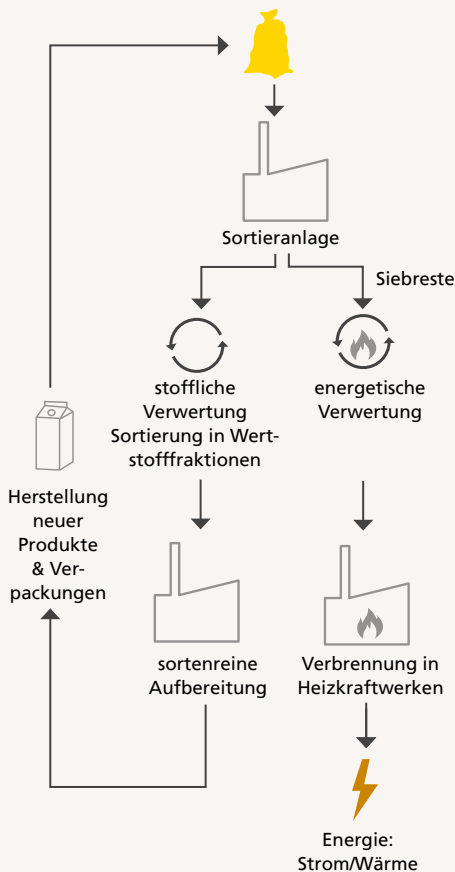 Sortieranlage
Siebreste
stoffliche
Verwertung
Sortierung in Wert-
stofffraktionen
energetische
Verwertung
Herstellung
neuer
Produkte
& Ver-
packungen
sortenreine
Aufbereitung
Verbrennung in
Heizkraftwerken
Energie:
Strom/Wärme